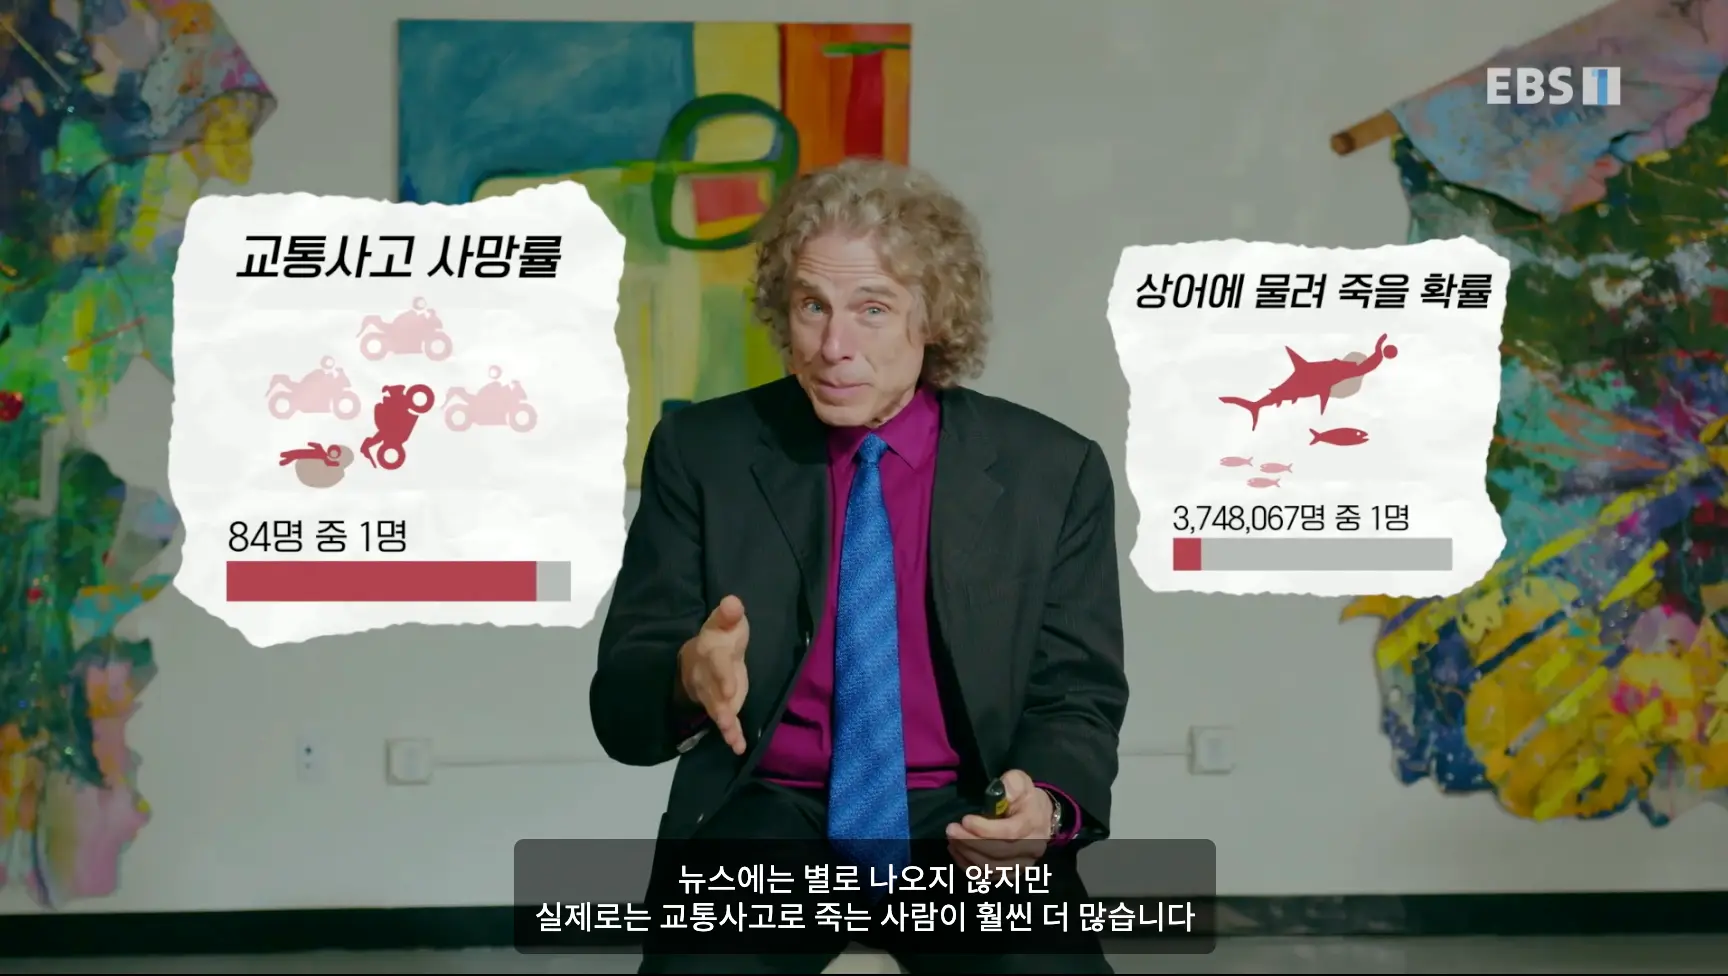 EBS 1
교통사고 사망률
84명 중 1명
상어에 물려 죽을 확률
3,748,067명 중 1명
뉴스에는 별로 나오지 않지만
실제로는 교통사고로 죽는 사람이 훨씬 더 많습니다